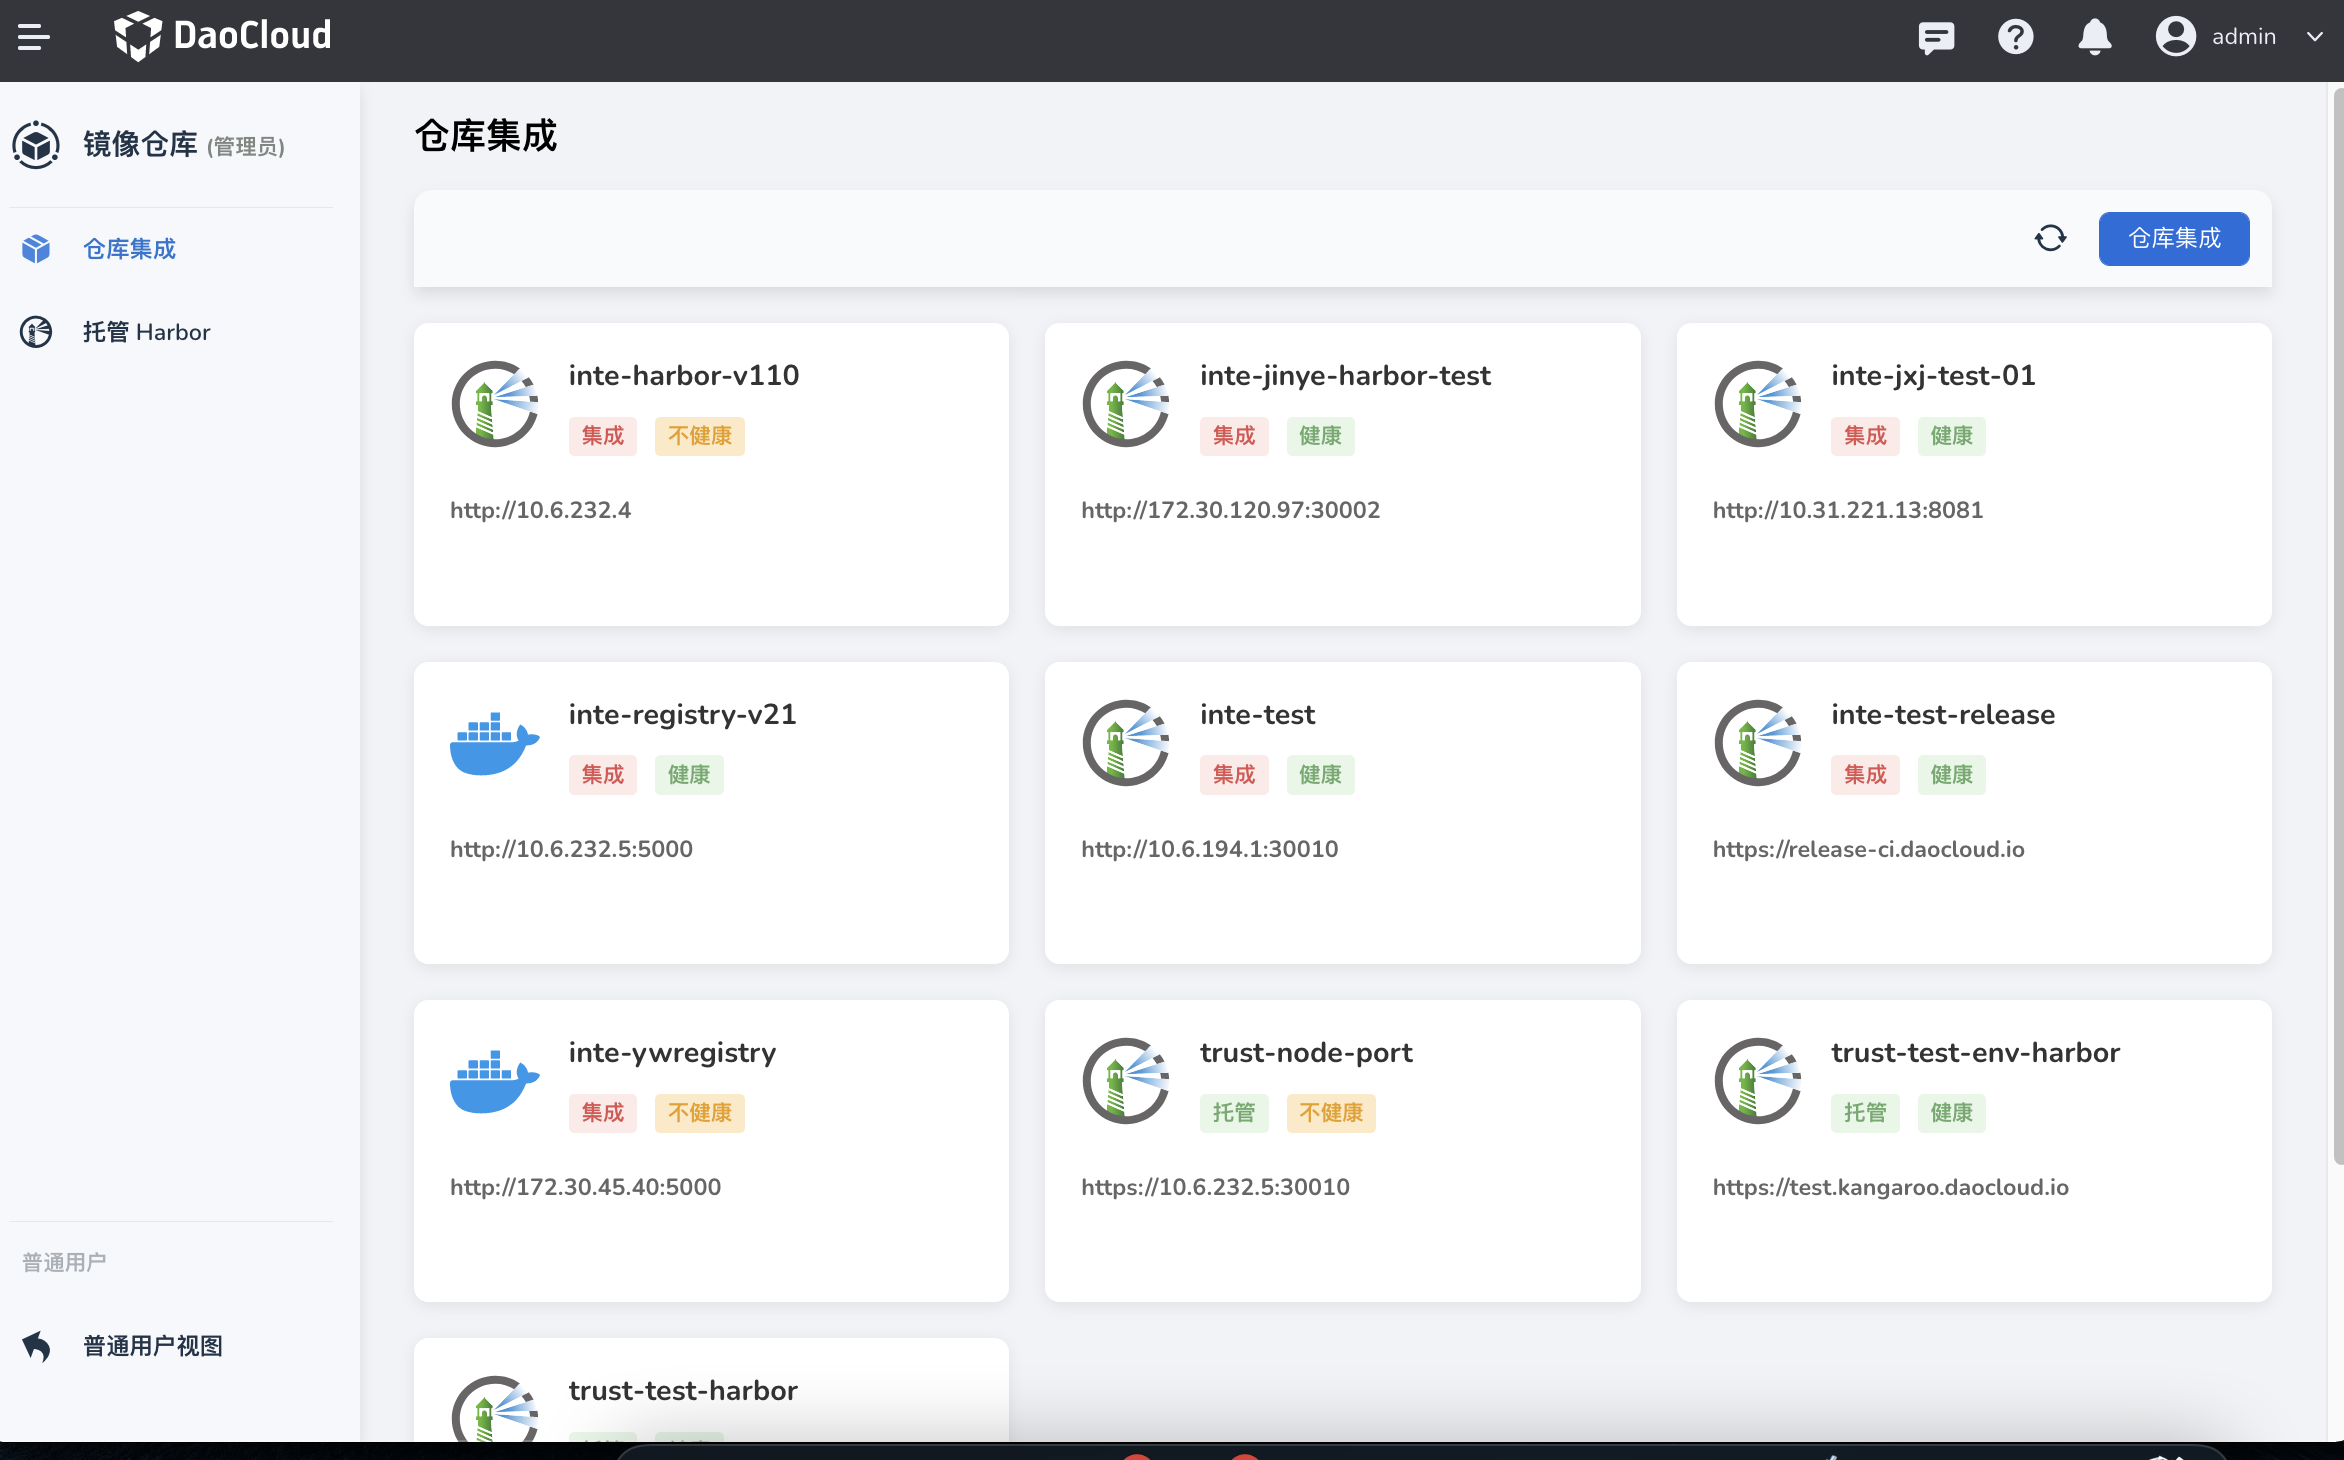 DaoCloud
admin
镜像仓库 (管理员)
仓库集成
托管 Harbor
普通用户
普通用户视图
仓库集成
仓库集成
inte-harbor-v110
集成 不健康
http://10.6.232.4
inte-jinye-harbor-test
集成 健康
http://172.30.120.97:30002
inte-jxj-test-01
集成 健康
http://10.31.221.13:8081
inte-registry-v21
集成 健康
http://10.6.232.5:5000
inte-test
集成 健康
http://10.6.194.1:30010
inte-test-release
集成 健康
https://release-ci.daocloud.io
inte-ywregistry
集成 不健康
http://172.30.45.40:5000
trust-node-port
托管 不健康
https://10.6.232.5:30010
trust-test-env-harbor
托管 健康
https://test.kangaroo.daocloud.io
trust-test-harbor